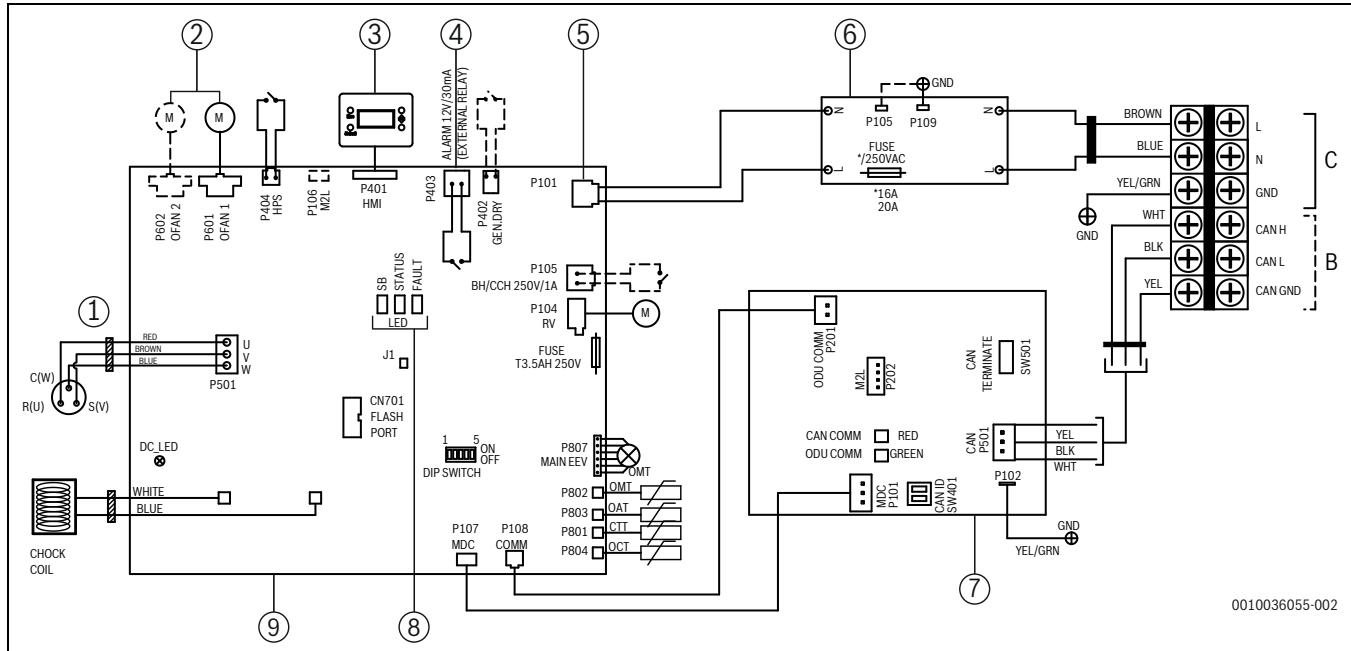 2
3
4
5
6
M
M
ALARM 12V/30mA
(EXTERNAL RELAY)
P602
OFAN 2
P601
OFAN 1
P404
HPS
P106
M2L
P401
HMI
P403
P402
GEN.DRY
P101
N
L
P105
P109
GND
FUSE
*/250VAC
*16A
20A
N
L
BROWN
BLUE
YEL/GRN
GND
WHT
BLK
YEL
L
N
GND
CAN H
CAN L
CAN GND
C
B
P105
BH/CCH 250V/1A
P104
RV
M
FUSE
T3.5AH 250V
SB
STATUS
FAULT
LED
J1
1
RED
BROWN
BLUE
U
V
W
P501
C(W)
R(U)
S(V)
CN701
FLASH
PORT
DC_LED
1
5
ON
OFF
DIP SWITCH
P807
MAIN EEV
OMT
P802
OMT
P803
OAT
P801
CTT
P804
OCT
WHITE
BLUE
CHOCK
COIL
P107
MDC
P108
COMM
ODU COMM
P201
M2L
P202
CAN
TERMINATE
SW501
CAN COMM
RED
ODU COMM
GREEN
CAN
P501
YEL
BLK
WHT
MDC
P101
CAN ID
SW401
P102
GND
YEL/GRN
7
8
9
0010036055-002